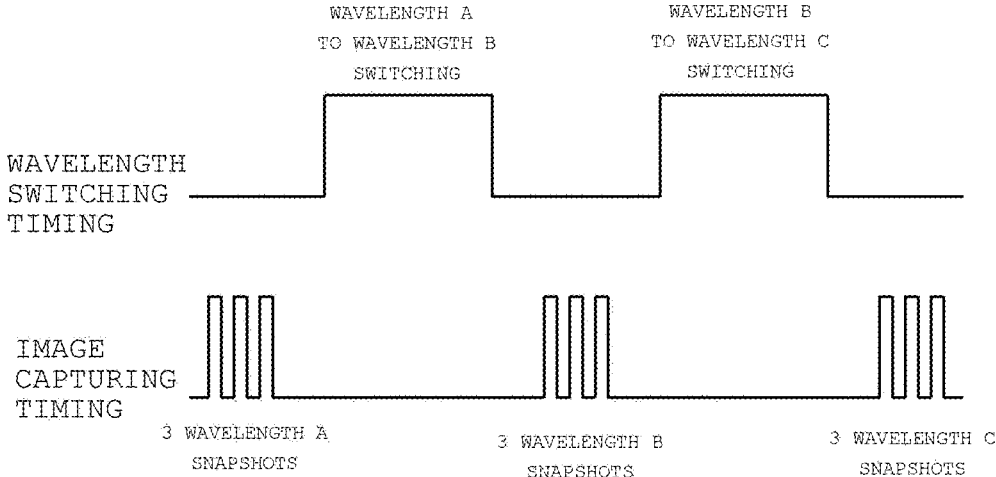 WAVELENGTH A
TO WAVELENGTH B
SWITCHING
WAVELENGTH B
TO WAVELENGTH C
SWITCHING
WAVELENGTH
SWITCHING
TIMING
IMAGE
CAPTURING
TIMING
3 WAVELENGTH A
SNAPSHOTS
3 WAVELENGTH B
SNAPSHOTS
3 WAVELENGTH C
SNAPSHOTS